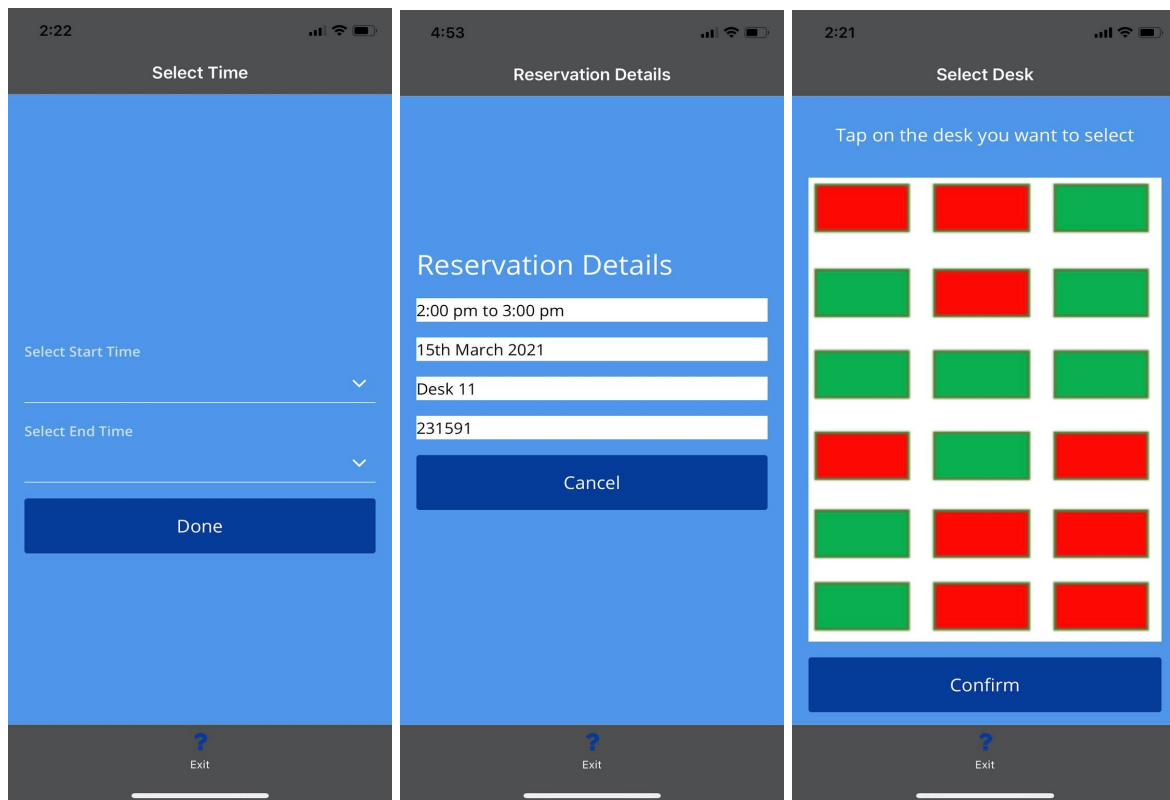 2:22
Select Time
Select Start Time
Select End Time
Done
?
Exit
4:53
Reservation Details
Reservation Details
2:00 pm to 3:00 pm
15th March 2021
Desk 11
231591
Cancel
?
Exit
2:21
Select Desk
Tap on the desk you want to select
Confirm
?
Exit